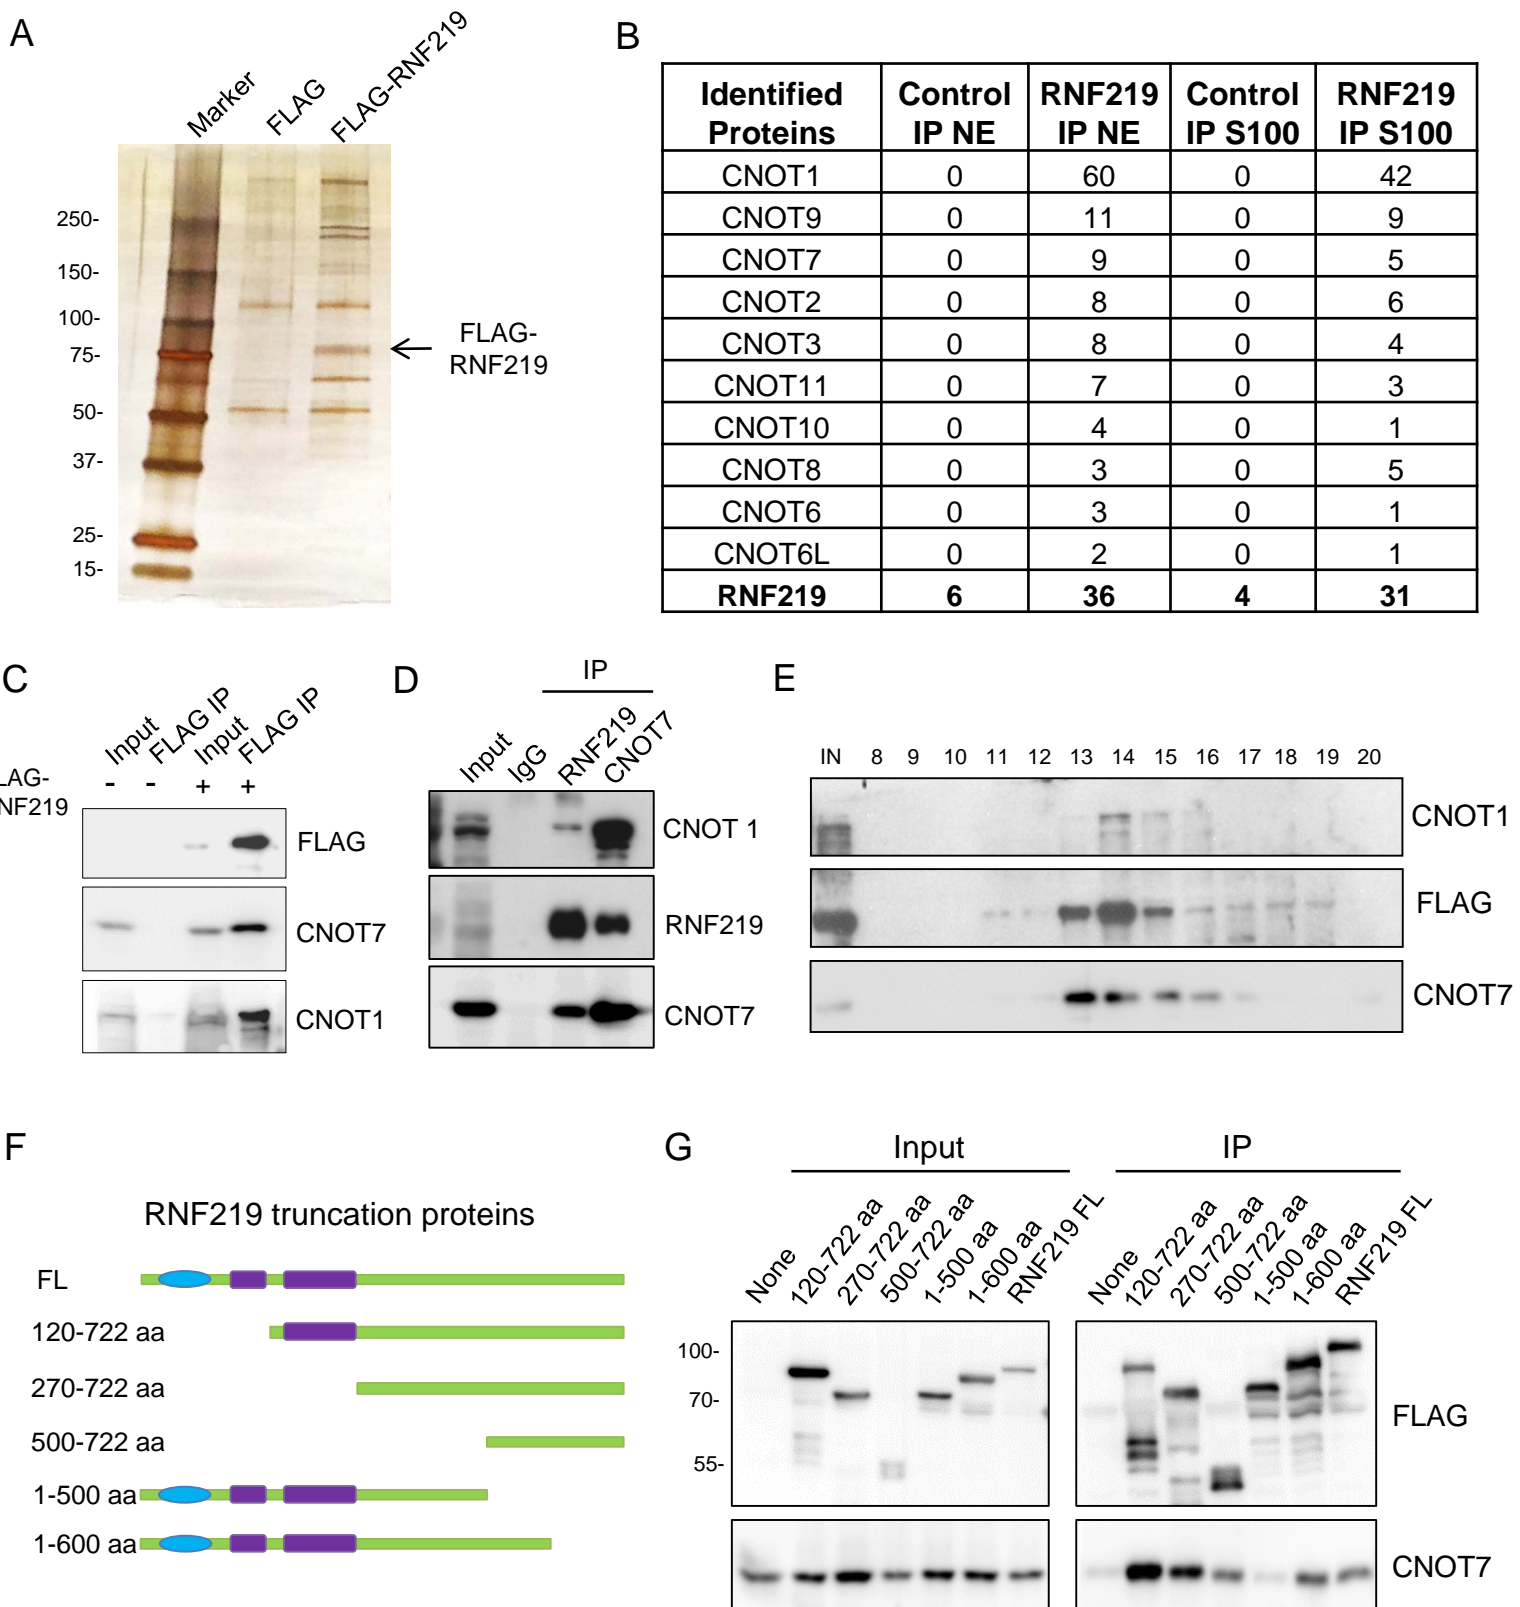 A
Marker
FLAG
FLAG-RNF219
250-
150-
100-
75-
50-
37-
25-
15-
FLAG-
RNF219
B
Identified Proteins Control IP NE RNF219 IP NE Control IP S100 RNF219 IP S100
CNOT1 0 60 0 42
CNOT9 0 11 0 9
CNOT7 0 9 0 5
CNOT2 0 8 0 6
CNOT3 0 8 0 4
CNOT11 0 7 0 3
CNOT10 0 4 0 1
CNOT8 0 3 0 5
CNOT6 0 3 0 1
CNOT6L 0 2 0 1
RNF219 6 36 4 31
C
Input
FLAG IP
Input
FLAG IP
LAG-
NF219
- - + +
FLAG
CNOT7
CNOT1
D
IP
Input
IgG
RNF219
CNOT7
CNOT 1
RNF219
CNOT7
E
IN 8 9 10 11 12 13 14 15 16 17 18 19 20
CNOT1
FLAG
CNOT7
F
RNF219 truncation proteins
FL
120-722 aa
270-722 aa
500-722 aa
1-500 aa
1-600 aa
G
Input
None
120-722 aa
270-722 aa
500-722 aa
1-500 aa
1-600 aa
RNF219 FL
IP
None
120-722 aa
270-722 aa
500-722 aa
1-500 aa
1-600 aa
RNF219 FL
100-
70-
55-
FLAG
CNOT7